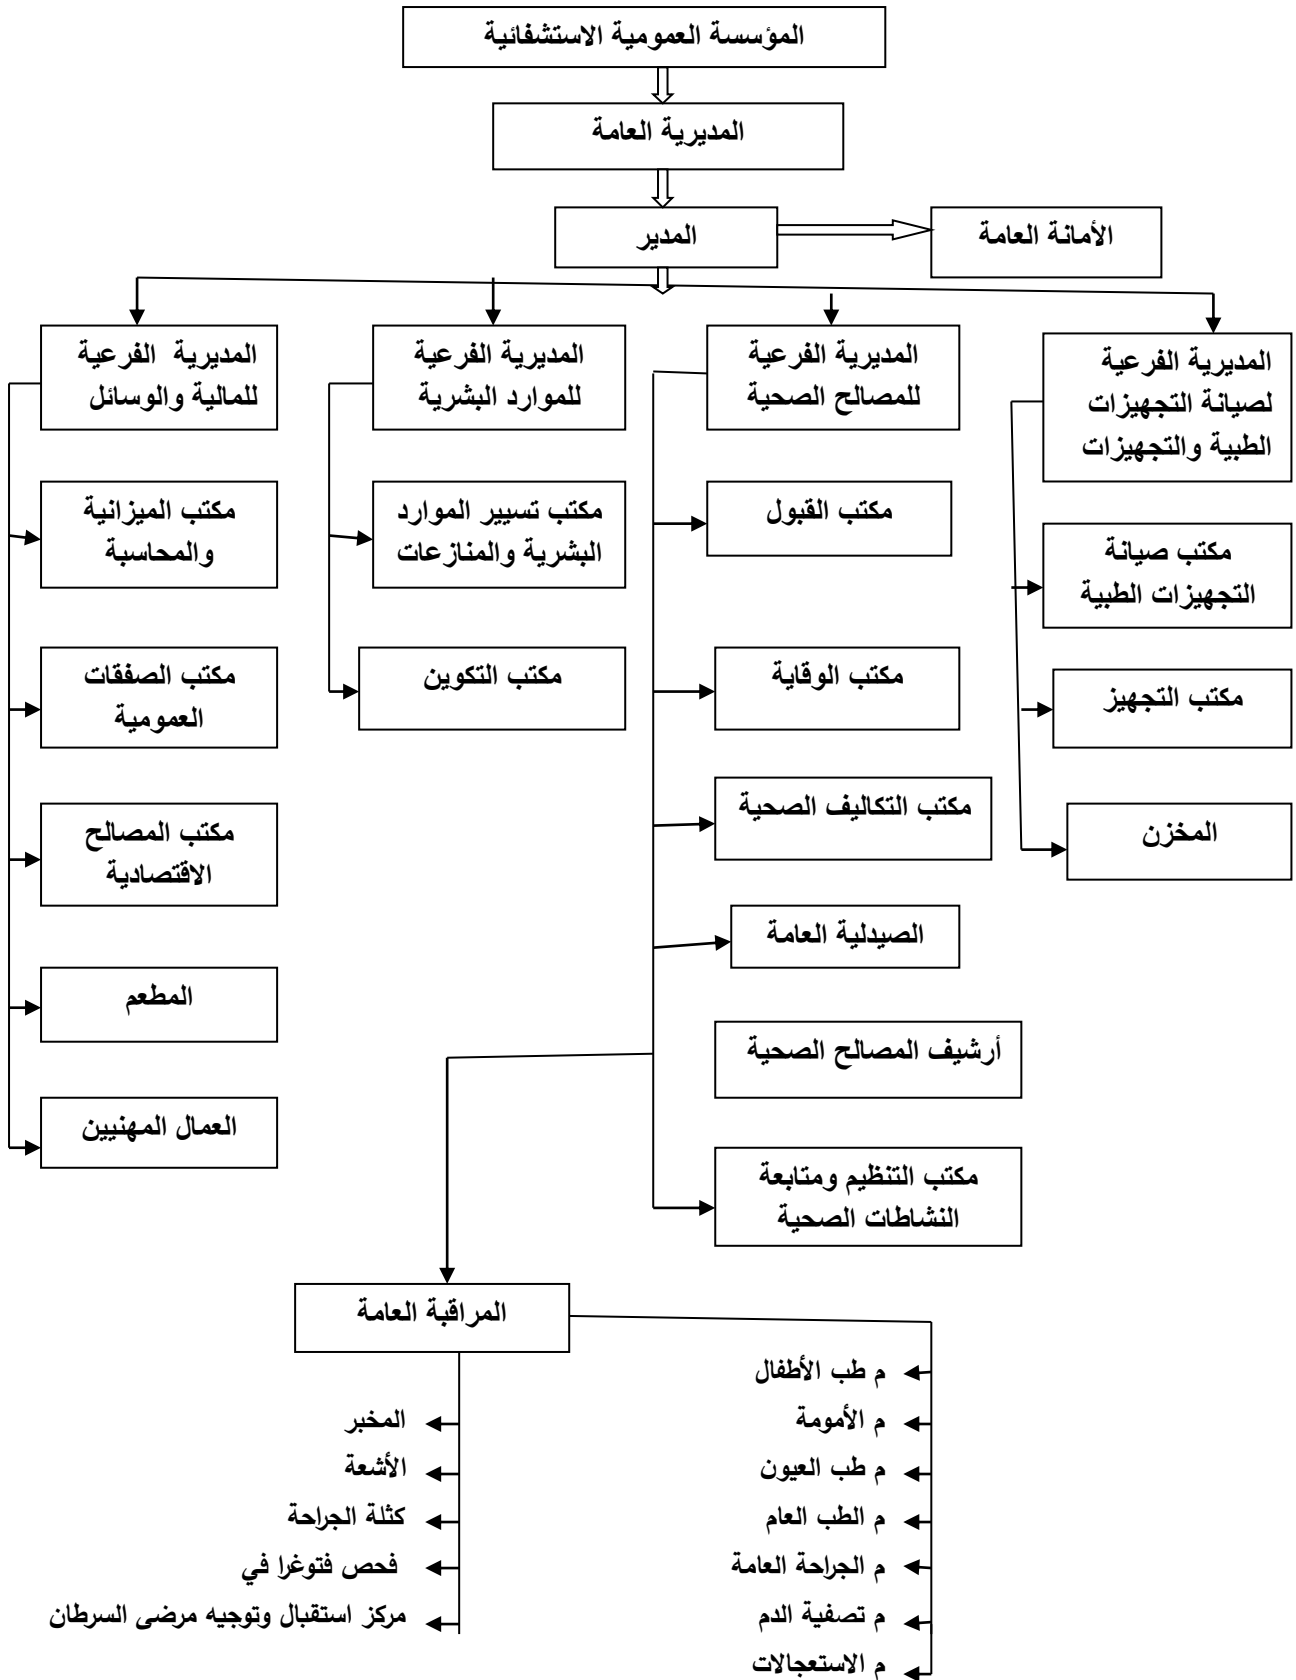 المؤسسة العمومية الاستشفائية
المديرية العامة
المدير
الأمانة العامة
المديرية الفرعية
لصيانة التجهيزات
الطبية والتجهيزات
مكتب صيانة
التجهيزات الطبية
مكتب التجهيز
المخزن
المديرية الفرعية
للمصالح الصحية
مكتب القبول
مكتب الوقاية
مكتب التكاليف الصحية
الصيدلية العامة
أرشيف المصالح الصحية
مكتب التنظيم ومتابعة
النشاطات الصحية
المديرية الفرعية
للموارد البشرية
مكتب تسيير الموارد
البشرية والمنازعات
مكتب التكوين
المديرية الفرعية
للمالية والوسائل
مكتب الميزانية
والمحاسبة
مكتب الصفقات
العمومية
مكتب المصالح
الاقتصادية
المطعم
العمال المهنيين
المراقبة العامة
م طب الأطفال
م الأمومة
م طب العيون
م الطب العام
م الجراحة العامة
م تصفية الدم
م الاستعجالات
المخبر
الأشعة
كثلة الجراحة
فحص فتوغرا في
مركز استقبال وتوجيه مرضى السرطان